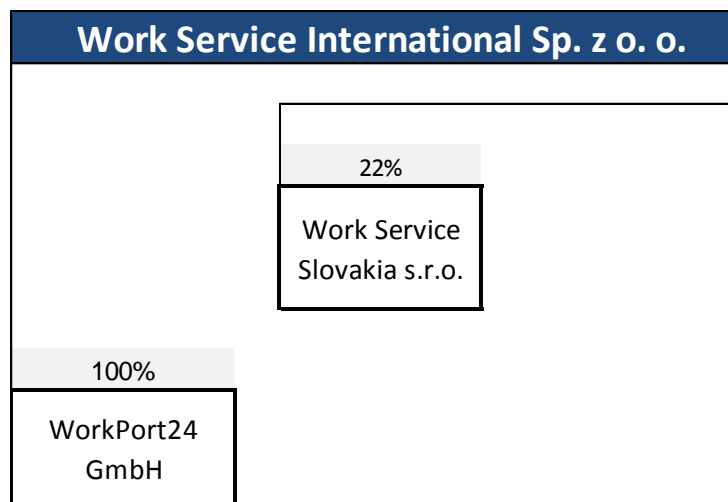 Work Service International Sp. z o. o.
22%
Work Service
Slovakia s.r.o.
100%
WorkPort24
GmbH